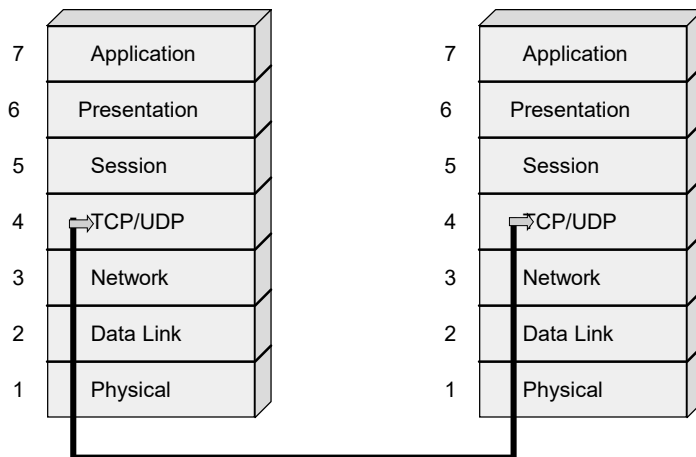 7 Application
6 Presentation
5 Session
4 TCP/UDP
3 Network
2 Data Link
1 Physical
7 Application
6 Presentation
5 Session
4 TCP/UDP
3 Network
2 Data Link
1 Physical